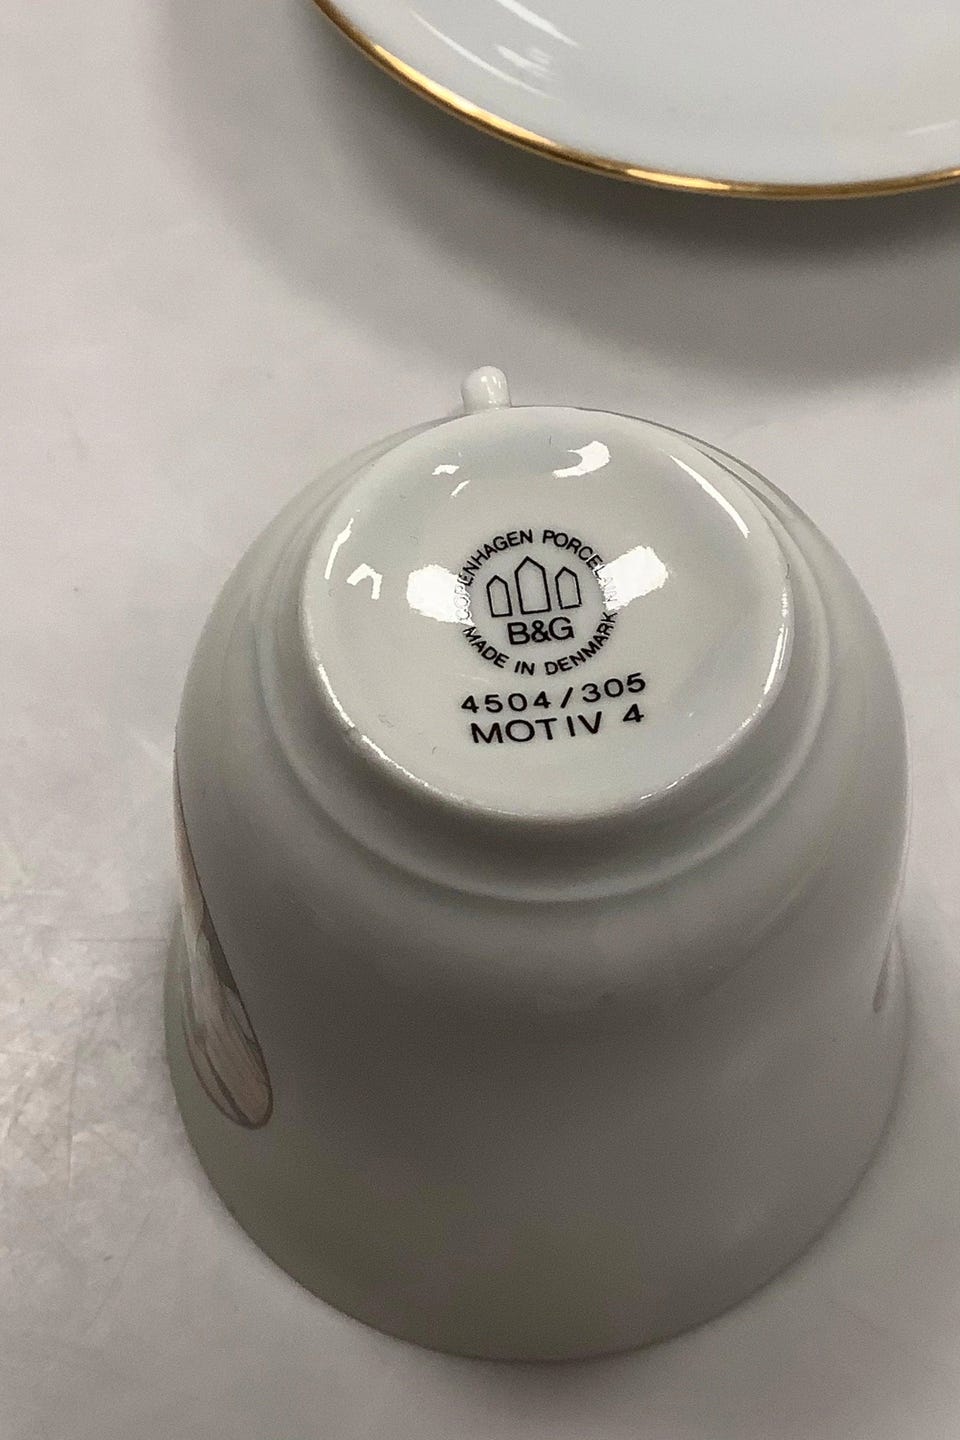 COPENHAGEN PORCELAIN
B&G
MADE IN DENMARK
4504/305
MOTIV 4